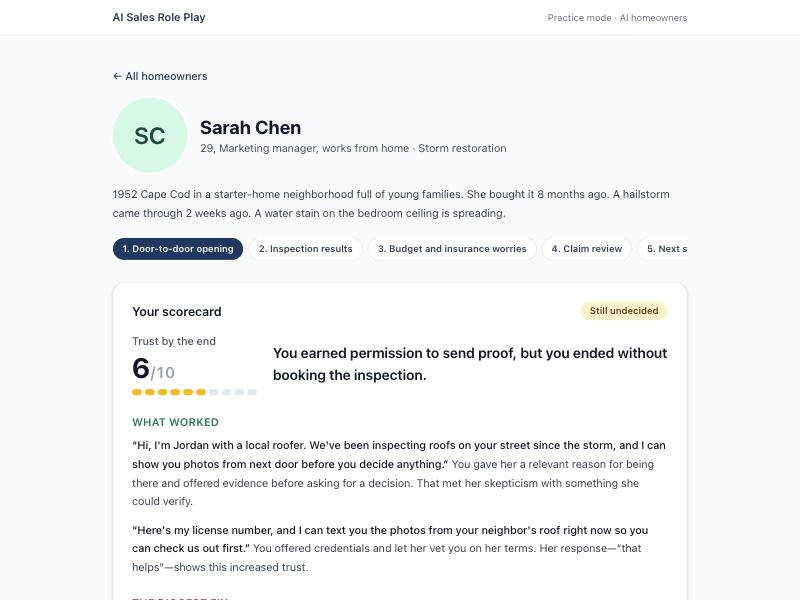 AI Sales Role Play
Practice mode · AI homeowners
← All homeowners
SC
Sarah Chen
29, Marketing manager, works from home · Storm restoration
1952 Cape Cod in a starter-home neighborhood full of young families. She bought it 8 months ago. A hailstorm
came through 2 weeks ago. A water stain on the bedroom ceiling is spreading.
1. Door-to-door opening
2. Inspection results
3. Budget and insurance worries
4. Claim review
5. Next s
Your scorecard
Still undecided
Trust by the end
6/10
You earned permission to send proof, but you ended without
booking the inspection.
WHAT WORKED
“Hi, I'm Jordan with a local roofer. We've been inspecting roofs on your street since the storm, and I can
show you photos from next door before you decide anything.” You gave her a relevant reason for being
there and offered evidence before asking for a decision. That met her skepticism with something she
could verify.
“Here's my license number, and I can text you the photos from your neighbor's roof right now so you
can check us out first.” You offered credentials and let her vet you on her terms. Her response—“that
helps”—shows this increased trust.